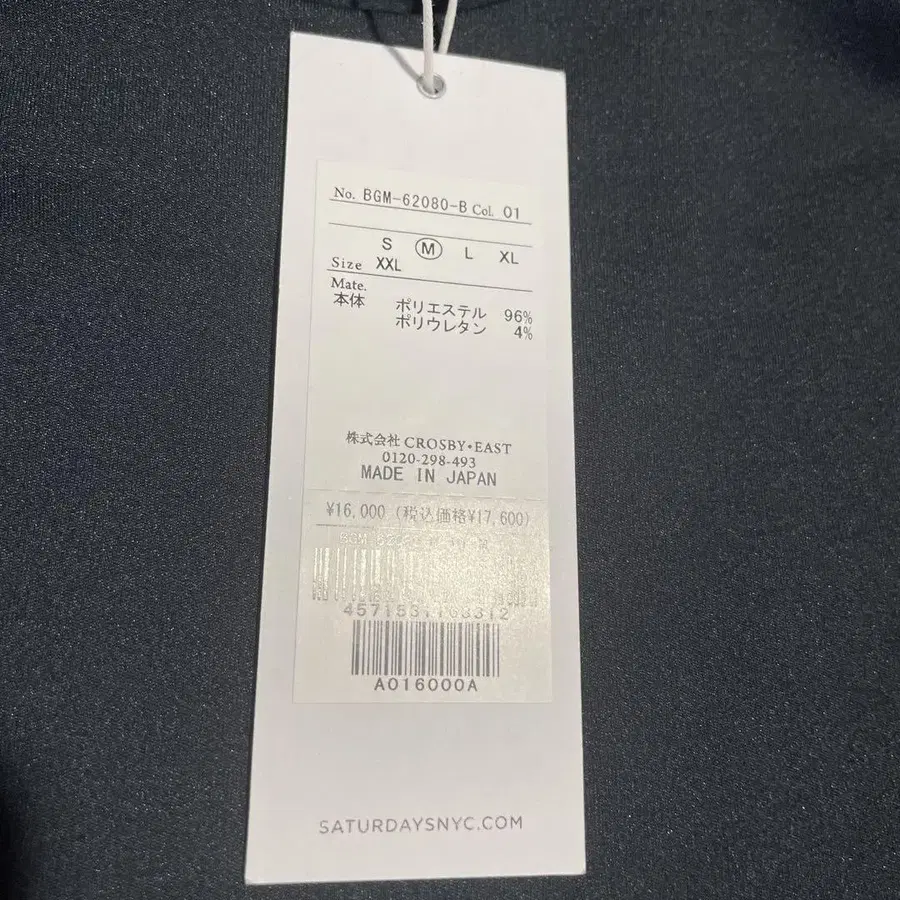 No. BGM-62080-B Col. 01
S M L XL
Size XXL
Mate.
本体 ポリエステル 96%
ポリウレタン 4%
株式会社 CROSBY•EAST
0120-298-493
MADE IN JAPAN
¥16,000 (税込価格¥17,600)
A016000A
SATURDAYSNYC.COM